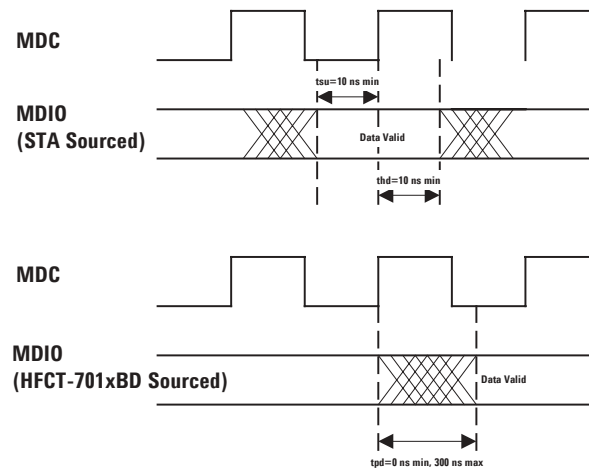 MDC
tsu=10 ns min
MDIO
(STA Sourced)
Data Valid
thd=10 ns min
MDC
MDIO
(HFCT-701xBD Sourced)
Data Valid
tpd=0 ns min, 300 ns max